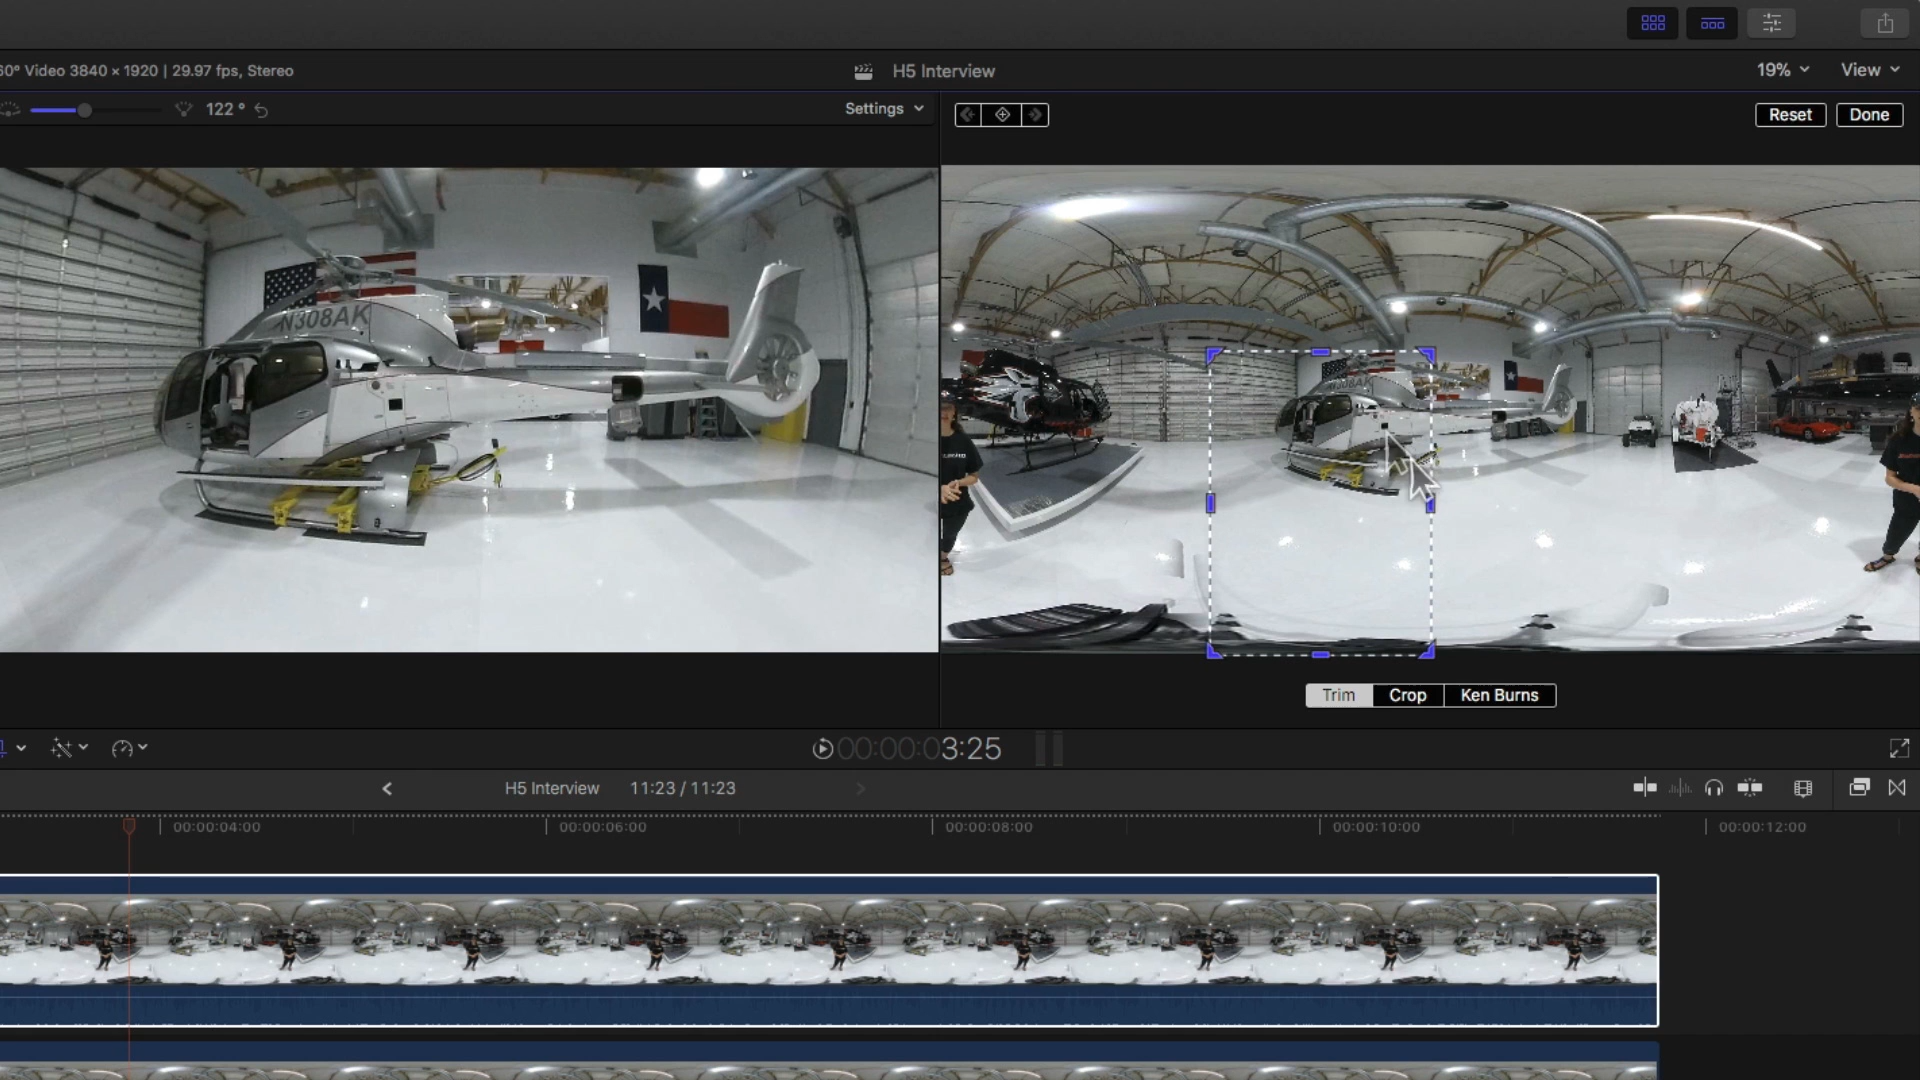 60° Video 3840 × 1920 | 29.97 fps, Stereo
H5 Interview
19%
View
122 °
Settings
Reset
Done
N308AK
N308AK
Trim
Crop
Ken Burns
00:00:03:25
H5 Interview
11:23 / 11:23
00:00:04:00
00:00:06:00
00:00:08:00
00:00:10:00
00:00:12:00